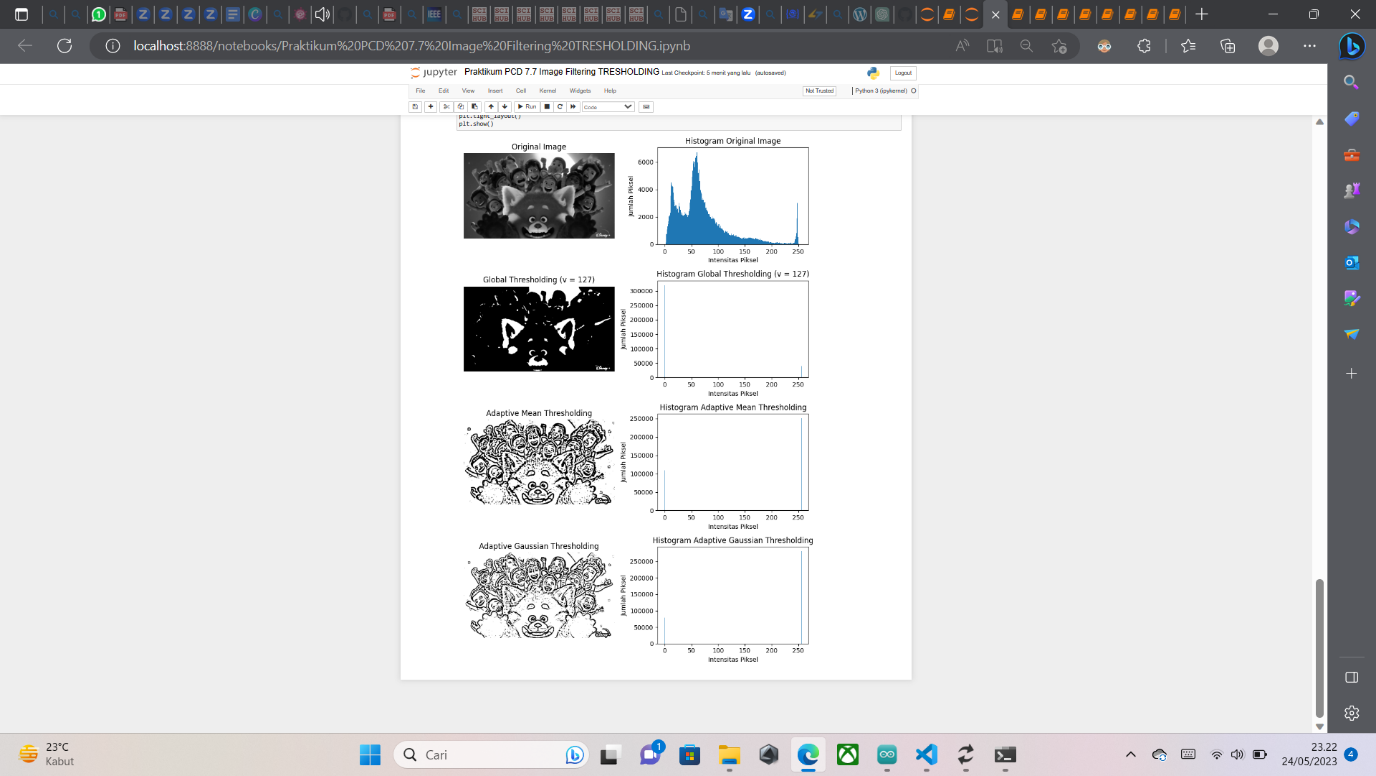 localhost:8888/notebooks/Praktikum%20PCD%207.7%20Image%20Filtering%20TRESHOLDING.ipynb
jupyter Praktikum PCD 7.7 Image Filtering TRESHOLDING Last Checkpoint: 5 menit yang lalu (autosaved)
Logout
File Edit View Insert Cell Kernel Widgets Help
Not Trusted
Python 3 (ipykernel)
Run
Code
plt.tight_layout()
plt.show()
Original Image
Histogram Original Image
Jumlah Piksel
6000
4000
2000
0
0 50 100 150 200 250
Intensitas Piksel
Disney+
Global Thresholding (v = 127)
Histogram Global Thresholding (v = 127)
Jumlah Piksel
300000
250000
200000
150000
100000
50000
0
0 50 100 150 200 250
Intensitas Piksel
Disney+
Adaptive Mean Thresholding
Histogram Adaptive Mean Thresholding
Jumlah Piksel
250000
200000
150000
100000
50000
0
0 50 100 150 200 250
Intensitas Piksel
Adaptive Gaussian Thresholding
Histogram Adaptive Gaussian Thresholding
Jumlah Piksel
250000
200000
150000
100000
50000
0
0 50 100 150 200 250
Intensitas Piksel
23°C
Kabut
Cari
1
23.22
24/05/2023
4